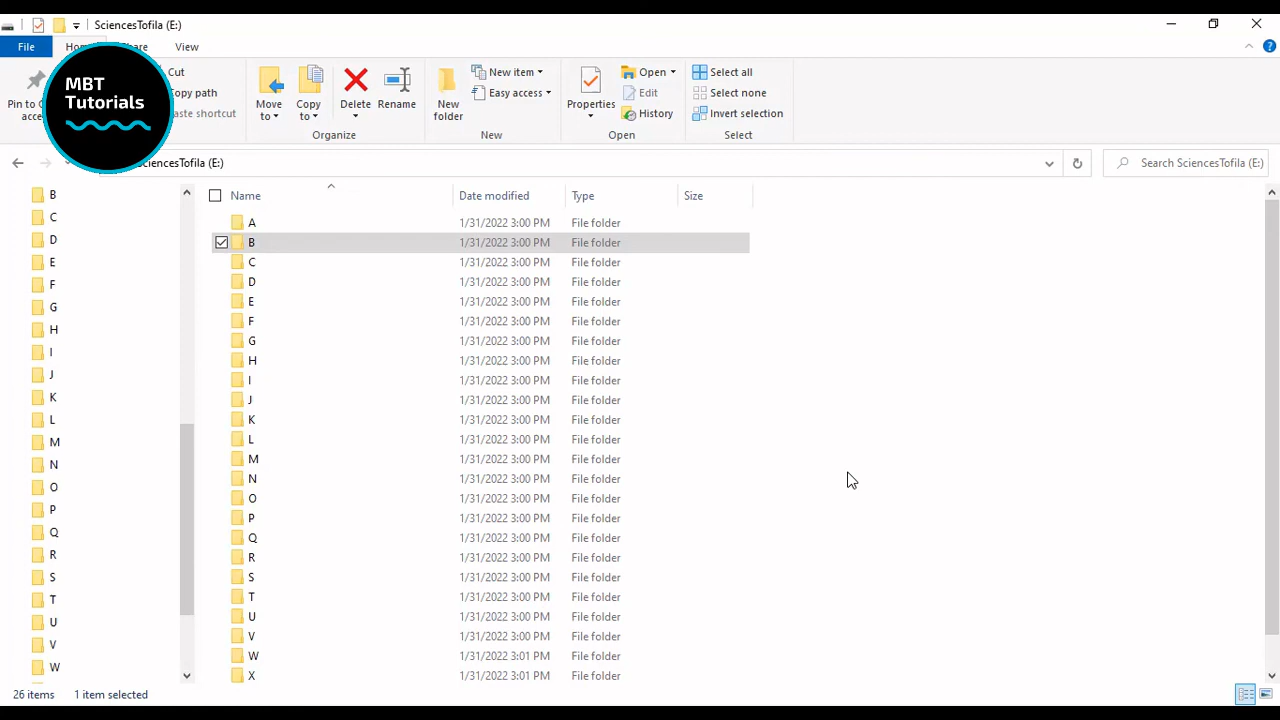 SciencesTofila (E:)
File Share View
MBT
Tutorials
Cut
Move to
Copy to
Delete
Rename
New folder
New item
Easy access
Properties
Open
Edit
History
Select all
Select none
Invert selection
Organize New Open Select
SciencesTofila (E:)
Search SciencesTofila (E:)
B
C
D
E
F
G
H
I
J
K
L
M
N
O
P
Q
R
S
T
U
V
W
Name Date modified Type Size
A 1/31/2022 3:00 PM File folder
B 1/31/2022 3:00 PM File folder
C 1/31/2022 3:00 PM File folder
D 1/31/2022 3:00 PM File folder
E 1/31/2022 3:00 PM File folder
F 1/31/2022 3:00 PM File folder
G 1/31/2022 3:00 PM File folder
H 1/31/2022 3:00 PM File folder
I 1/31/2022 3:00 PM File folder
J 1/31/2022 3:00 PM File folder
K 1/31/2022 3:00 PM File folder
L 1/31/2022 3:00 PM File folder
M 1/31/2022 3:00 PM File folder
N 1/31/2022 3:00 PM File folder
O 1/31/2022 3:00 PM File folder
P 1/31/2022 3:00 PM File folder
Q 1/31/2022 3:00 PM File folder
R 1/31/2022 3:00 PM File folder
S 1/31/2022 3:00 PM File folder
T 1/31/2022 3:00 PM File folder
U 1/31/2022 3:00 PM File folder
V 1/31/2022 3:00 PM File folder
W 1/31/2022 3:01 PM File folder
X 1/31/2022 3:01 PM File folder
26 items 1 item selected